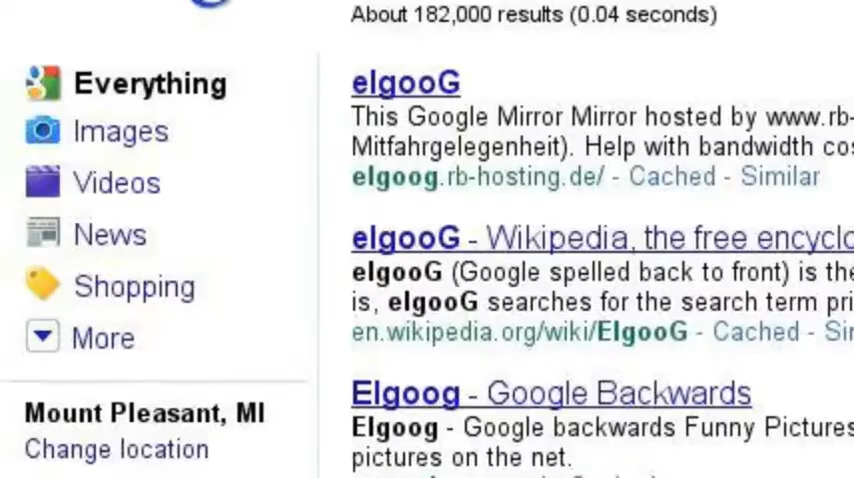 About 182,000 results (0.04 seconds)
Everything
Images
Videos
News
Shopping
More
Mount Pleasant, MI
Change location
elgooG
This Google Mirror Mirror hosted by www.rb-
Mitfahrgelegenheit). Help with bandwidth cos
elgoog.rb-hosting.de/ - Cached - Similar
elgooG - Wikipedia, the free encyclo
elgooG (Google spelled back to front) is the
is, elgooG searches for the search term pri
en.wikipedia.org/wiki/ElgooG - Cached - Sim
Elgoog - Google Backwards
Elgoog - Google backwards Funny Pictures
pictures on the net.